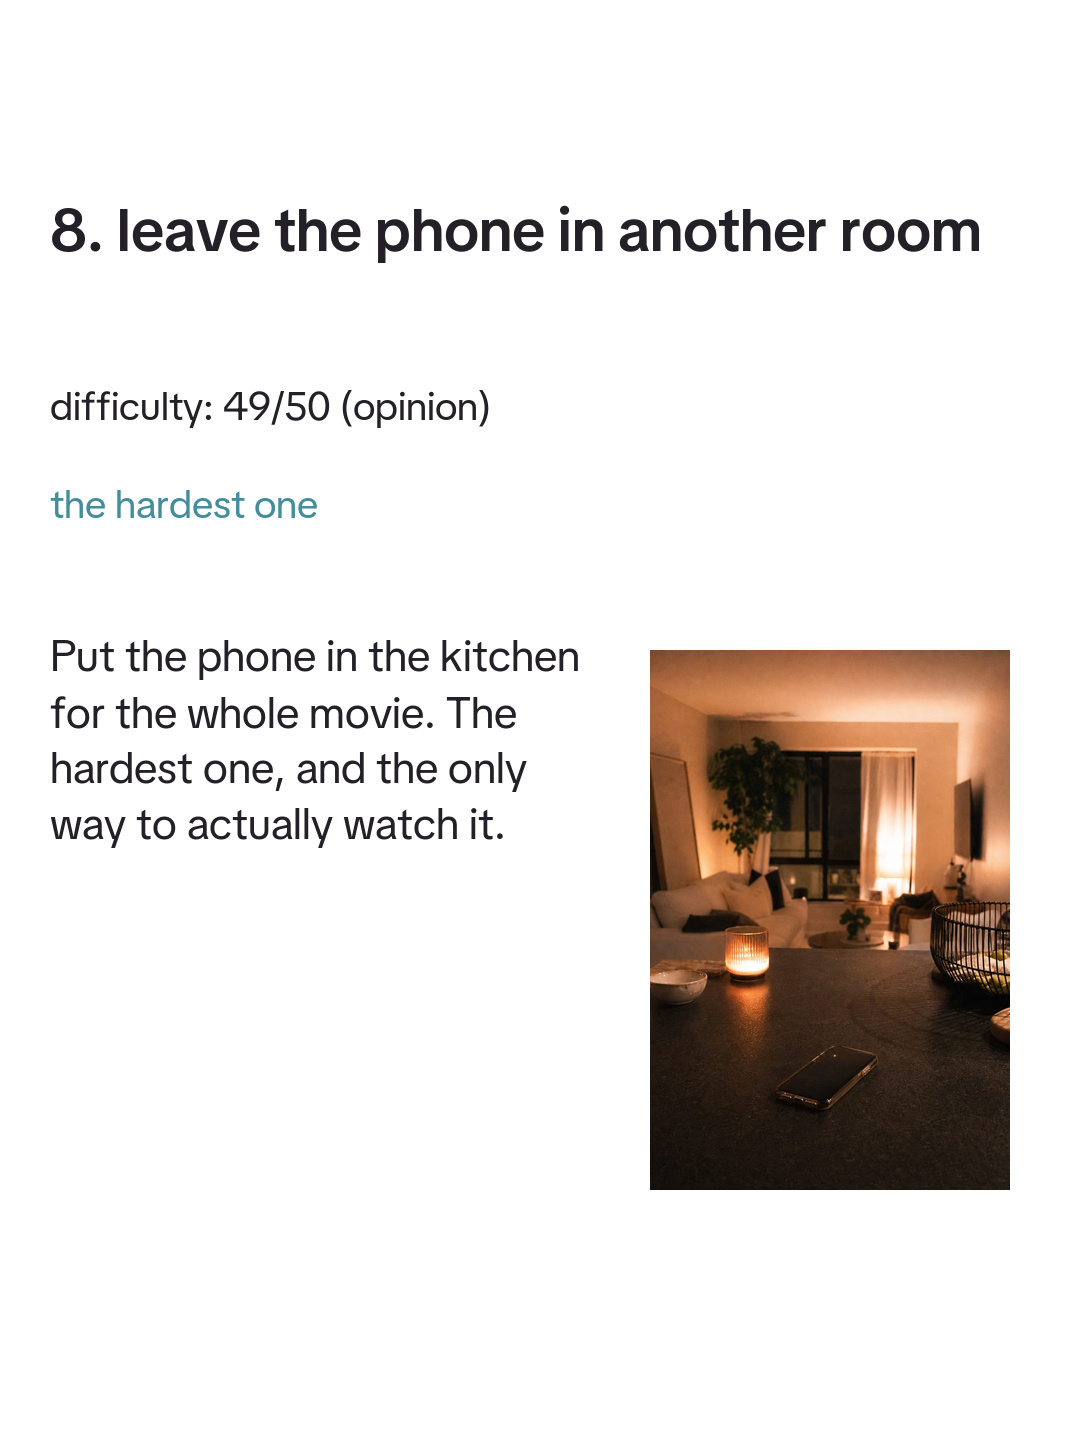 8. leave the phone in another room
difficulty: 49/50 (opinion)
the hardest one
Put the phone in the kitchen
for the whole movie. The
hardest one, and the only
way to actually watch it.